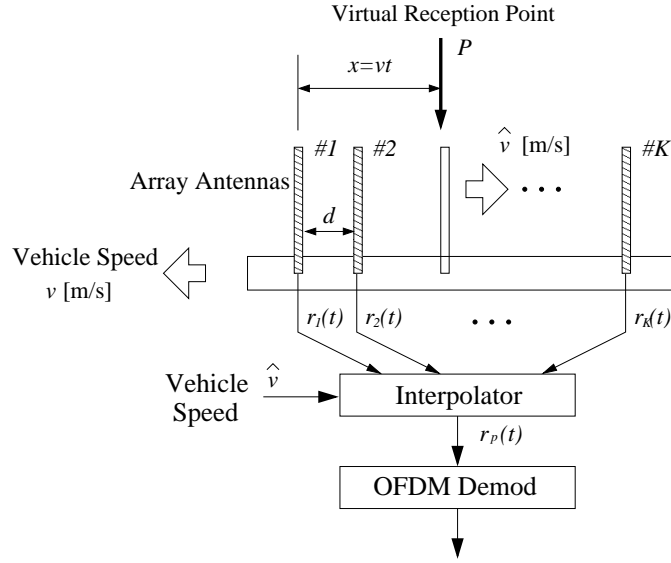 Virtual Reception Point
P
x=vt
#1
#2
v̂ [m/s]
#K
Array Antennas
d
Vehicle Speed
v [m/s]
r1(t)
r2(t)
rK(t)
Vehicle
Speed
v̂
Interpolator
rp(t)
OFDM Demod